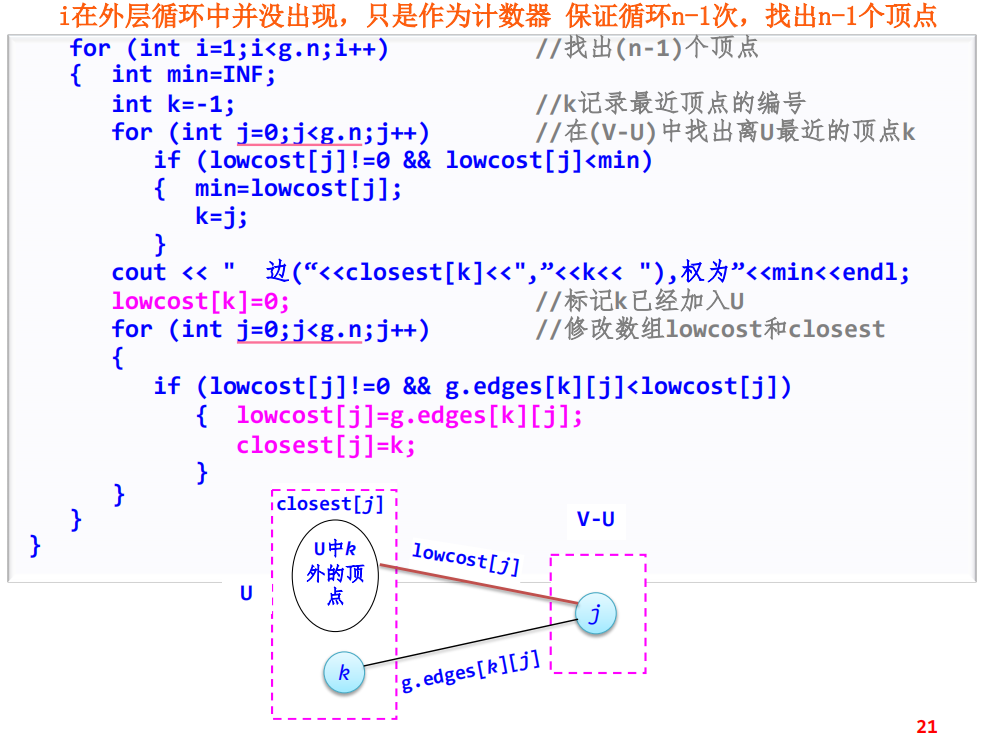 i在外层循环中并没出现，只是作为计数器 保证循环n-1次，找出n-1个顶点
for (int i=1;i<g.n;i++) //找出(n-1)个顶点
{ int min=INF;
int k=-1; //k记录最近顶点的编号
for (int j=0;j<g.n;j++) //在(V-U)中找出离U最近的顶点k
if (lowcost[j]!=0 && lowcost[j]<min)
{ min=lowcost[j];
k=j;
}
cout << " 边(“<<closest[k]<<",”<<k<< "),权为”<<min<<endl;
lowcost[k]=0; //标记k已经加入U
for (int j=0;j<g.n;j++) //修改数组lowcost和closest
{
if (lowcost[j]!=0 && g.edges[k][j]<lowcost[j])
{ lowcost[j]=g.edges[k][j];
closest[j]=k;
}
}
}
}
closest[j]
V-U
U中k
外的顶
点
lowcost[j]
U
j
k
g.edges[k][j]
21